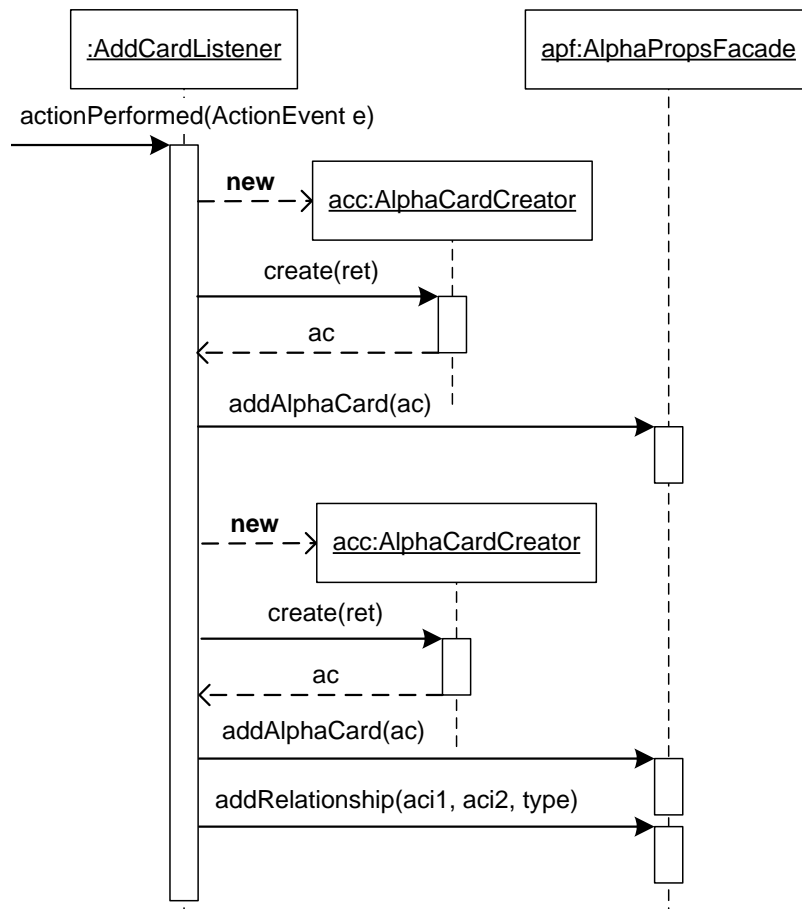 :AddCardListener
apf:AlphaPropsFacade
actionPerformed(ActionEvent e)
new
acc:AlphaCardCreator
create(ret)
ac
addAlphaCard(ac)
new
acc:AlphaCardCreator
create(ret)
ac
addAlphaCard(ac)
addRelationship(aci1, aci2, type)